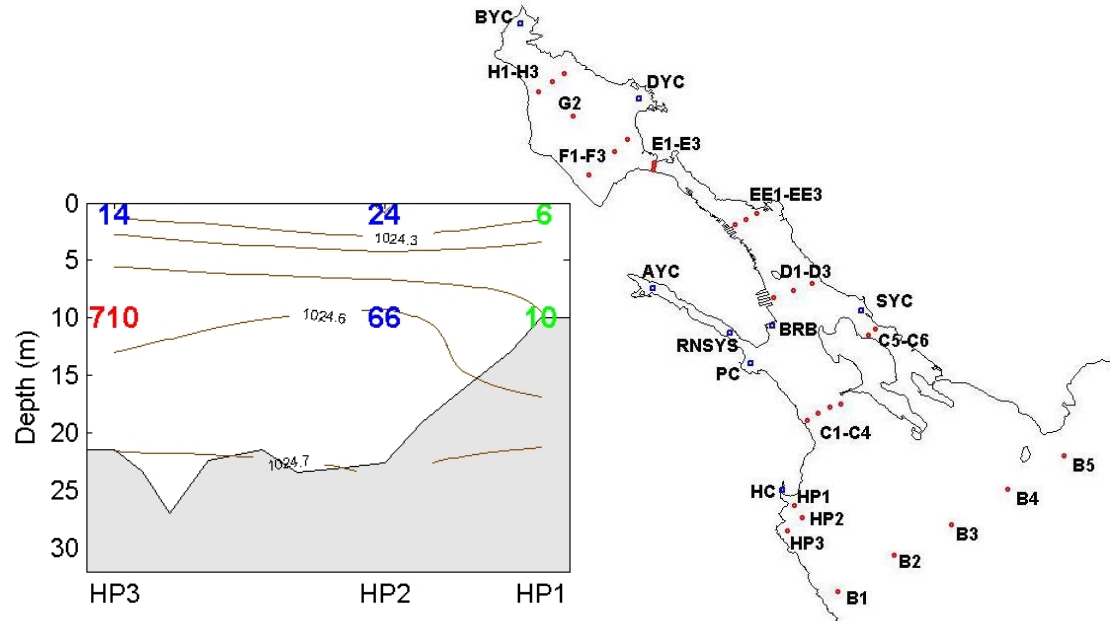 BYC
H1-H3
DYC
G2
E1-E3
F1-F3
EE1-EE3
AYC
D1-D3
SYC
RNSYS
BRB
C5-C6
PC
C1-C4
B5
HC
HP1
B4
HP2
B3
HP3
B2
B1
Depth (m)
0
14
24
6
1024.3
5
10
710
1024.6
66
10
15
20
1024.7
25
30
HP3
HP2
HP1